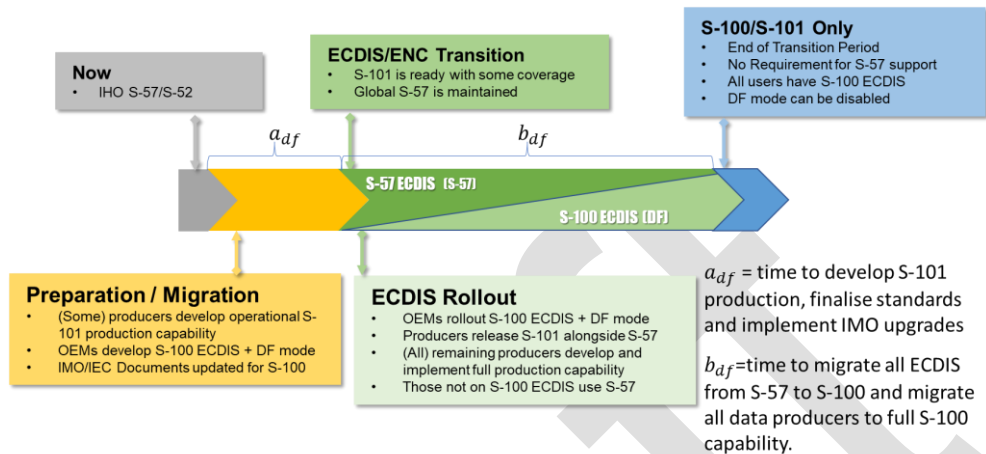 Now
• IHO S-57/S-52
ECDIS/ENC Transition
• S-101 is ready with some coverage
• Global S-57 is maintained
S-100/S-101 Only
• End of Transition Period
• No Requirement for S-57 support
• All users have S-100 ECDIS
• DF mode can be disabled
a_df
b_df
S-57 ECDIS (S-57)
S-100 ECDIS (DF)
Preparation / Migration
• (Some) producers develop operational S-
101 production capability
• OEMs develop S-100 ECDIS + DF mode
• IMO/IEC Documents updated for S-100
ECDIS Rollout
• OEMs rollout S-100 ECDIS + DF mode
• Producers release S-101 alongside S-57
• (All) remaining producers develop and
implement full production capability
• Those not on S-100 ECDIS use S-57
a_df = time to develop S-101
production, finalise standards
and implement IMO upgrades
b_df=time to migrate all ECDIS
from S-57 to S-100 and migrate
all data producers to full S-100
capability.